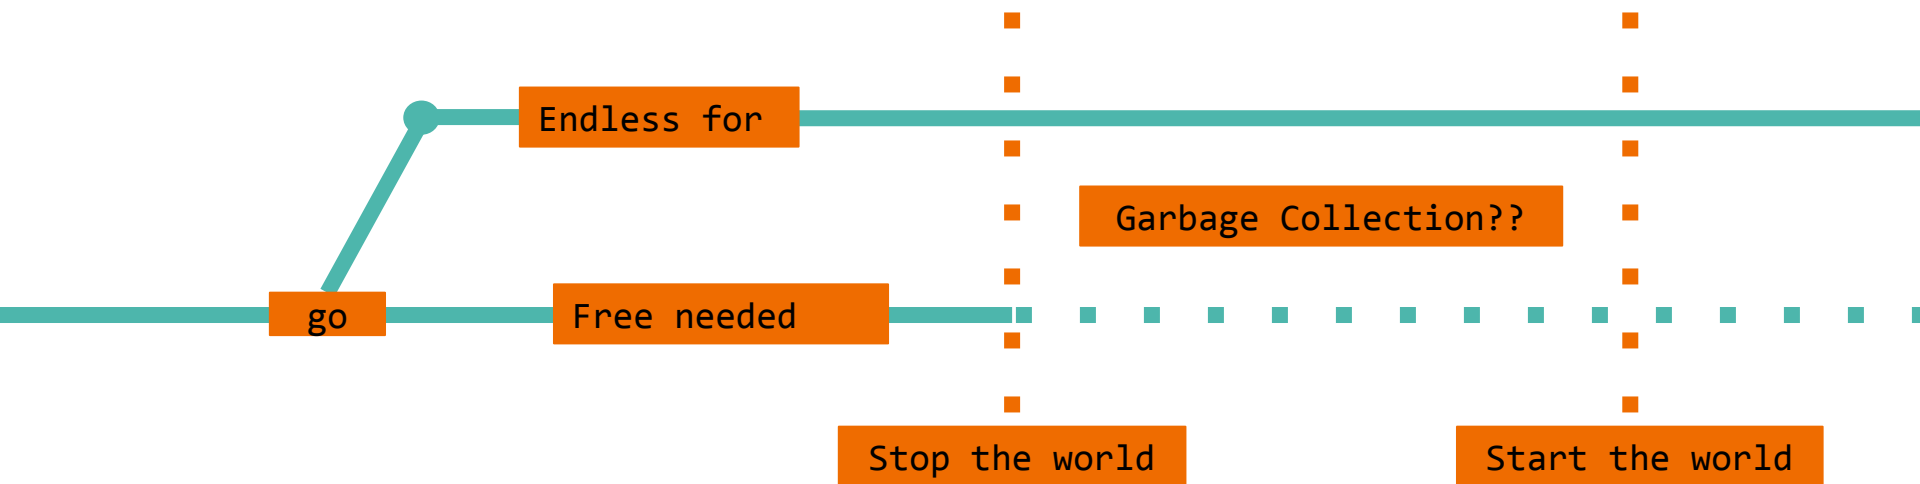 Endless for
Garbage Collection??
go
Free needed
Stop the world
Start the world